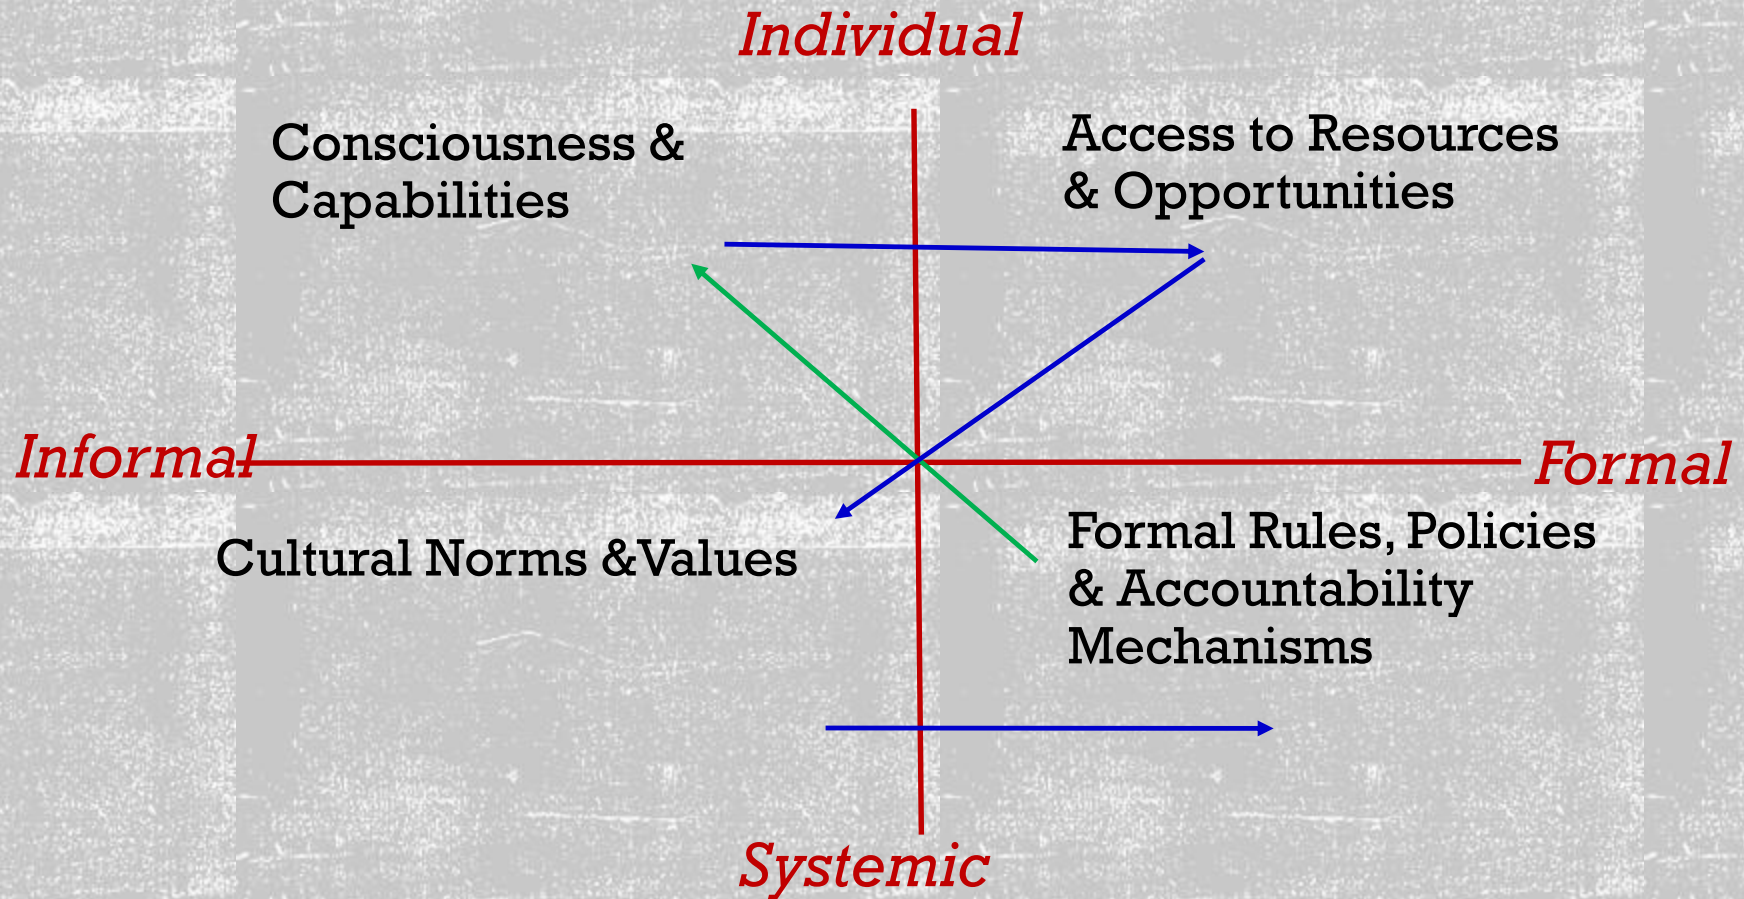 Individual
Consciousness &
Capabilities
Access to Resources
& Opportunities
Informal
Formal
Cultural Norms &Values
Formal Rules, Policies
& Accountability
Mechanisms
Systemic